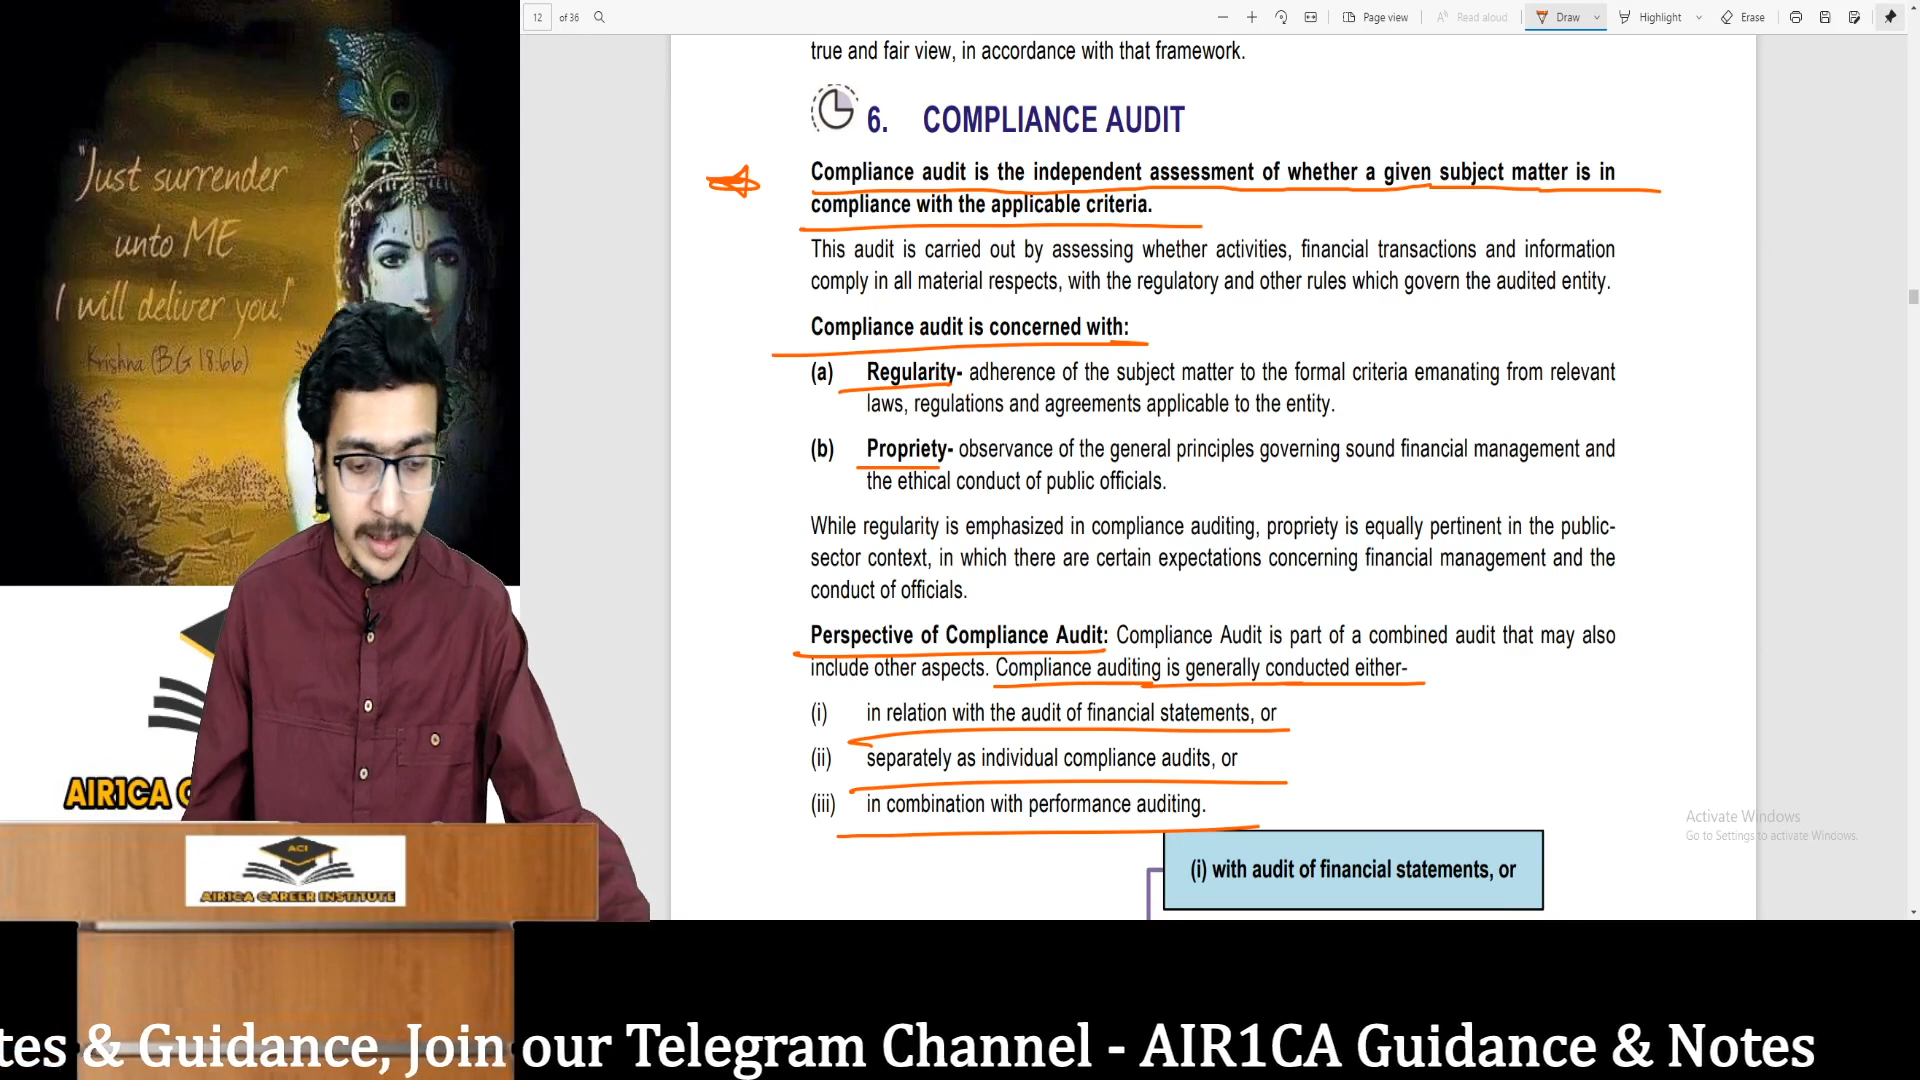 12 of 36
Page view
Read aloud
Draw
Highlight
Erase
true and fair view, in accordance with that framework.
6. COMPLIANCE AUDIT
Compliance audit is the independent assessment of whether a given subject matter is in
compliance with the applicable criteria.
This audit is carried out by assessing whether activities, financial transactions and information
comply in all material respects, with the regulatory and other rules which govern the audited entity.
Compliance audit is concerned with:
(a) Regularity- adherence of the subject matter to the formal criteria emanating from relevant
laws, regulations and agreements applicable to the entity.
(b) Propriety- observance of the general principles governing sound financial management and
the ethical conduct of public officials.
While regularity is emphasized in compliance auditing, propriety is equally pertinent in the public-
sector context, in which there are certain expectations concerning financial management and the
conduct of officials.
Perspective of Compliance Audit: Compliance Audit is part of a combined audit that may also
include other aspects. Compliance auditing is generally conducted either-
(i) in relation with the audit of financial statements, or
(ii) separately as individual compliance audits, or
(iii) in combination with performance auditing.
(i) with audit of financial statements, or
Activate Windows
Go to Settings to activate Windows.
"Just surrender
unto ME
I will deliver you!"
Krishna (B.G 18.66)
AIR1CA
ACI
AIR1CA CAREER INSTITUTE
tes & Guidance, Join our Telegram Channel - AIR1CA Guidance & Notes